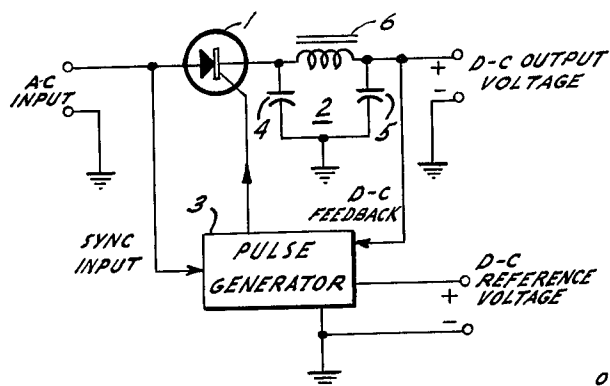 1
6
A-C
INPUT
D-C OUTPUT
VOLTAGE
+
-
4
2
5
D-C
FEEDBACK
3
SYNC
INPUT
PULSE
GENERATOR
D-C
REFERENCE
VOLTAGE
+
-